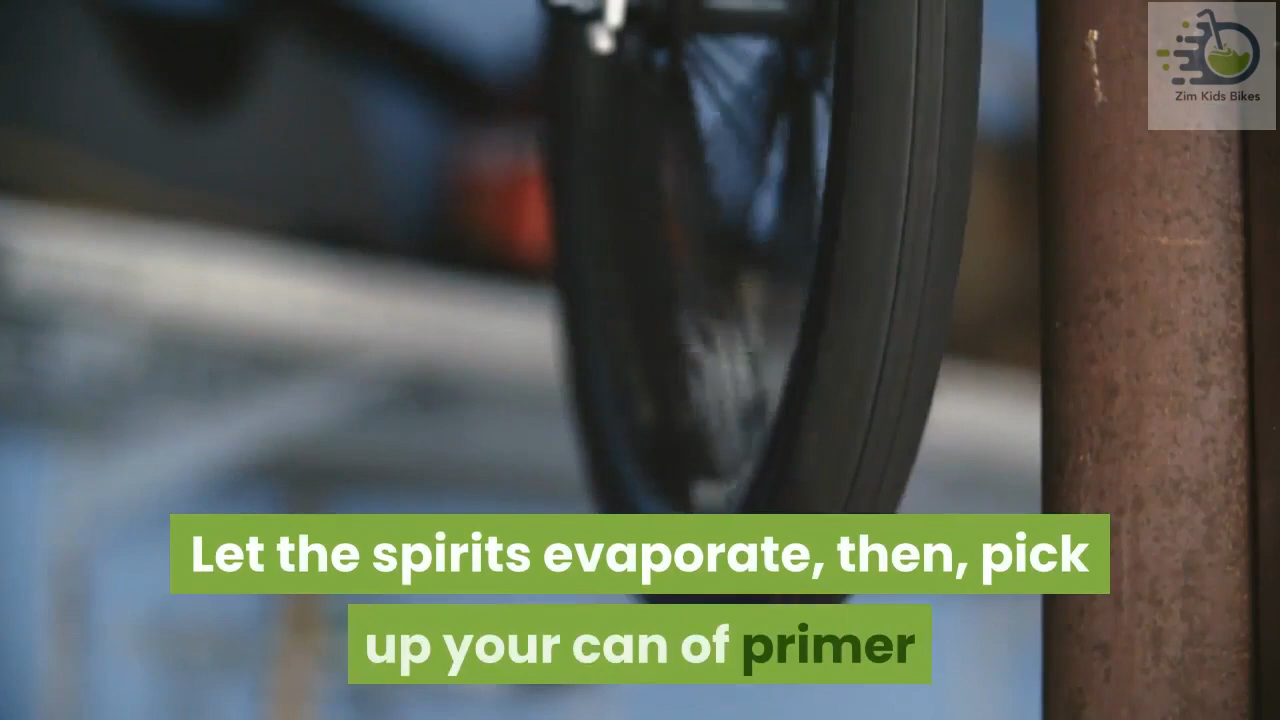 Zim Kids Bikes
Let the spirits evaporate, then, pick
up your can of primer